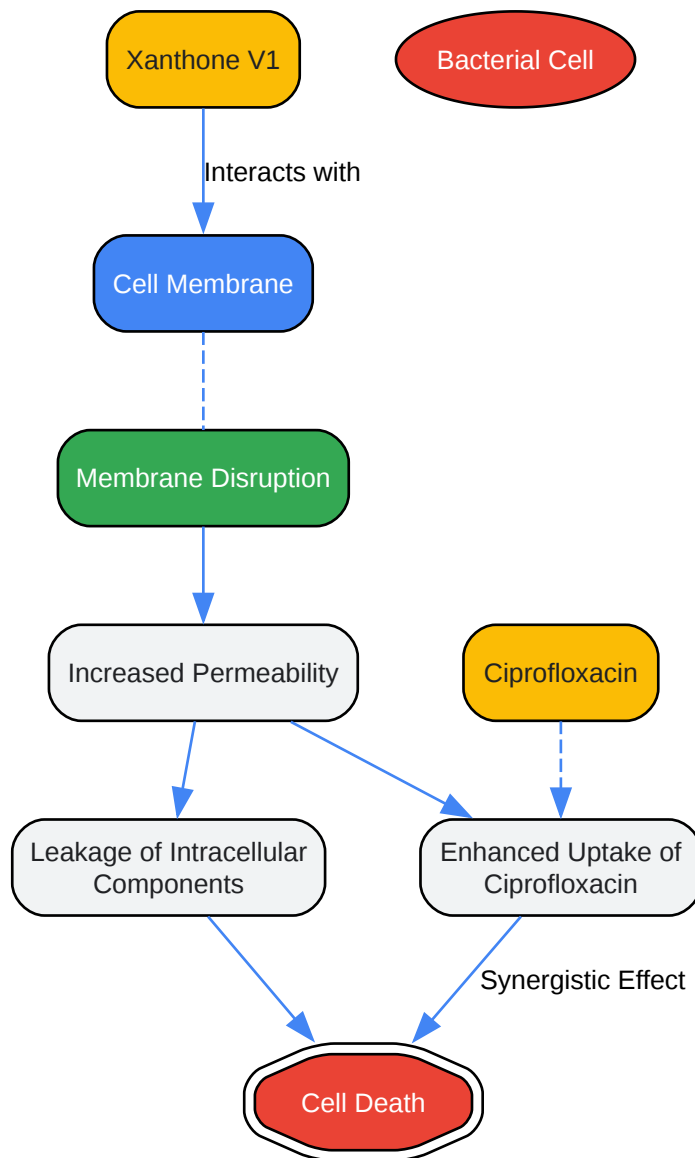 Xanthone V1
Bacterial Cell
Interacts with
Cell Membrane
Membrane Disruption
Increased Permeability
Ciprofloxacin
Leakage of Intracellular
Components
Enhanced Uptake of
Ciprofloxacin
Synergistic Effect
Cell Death